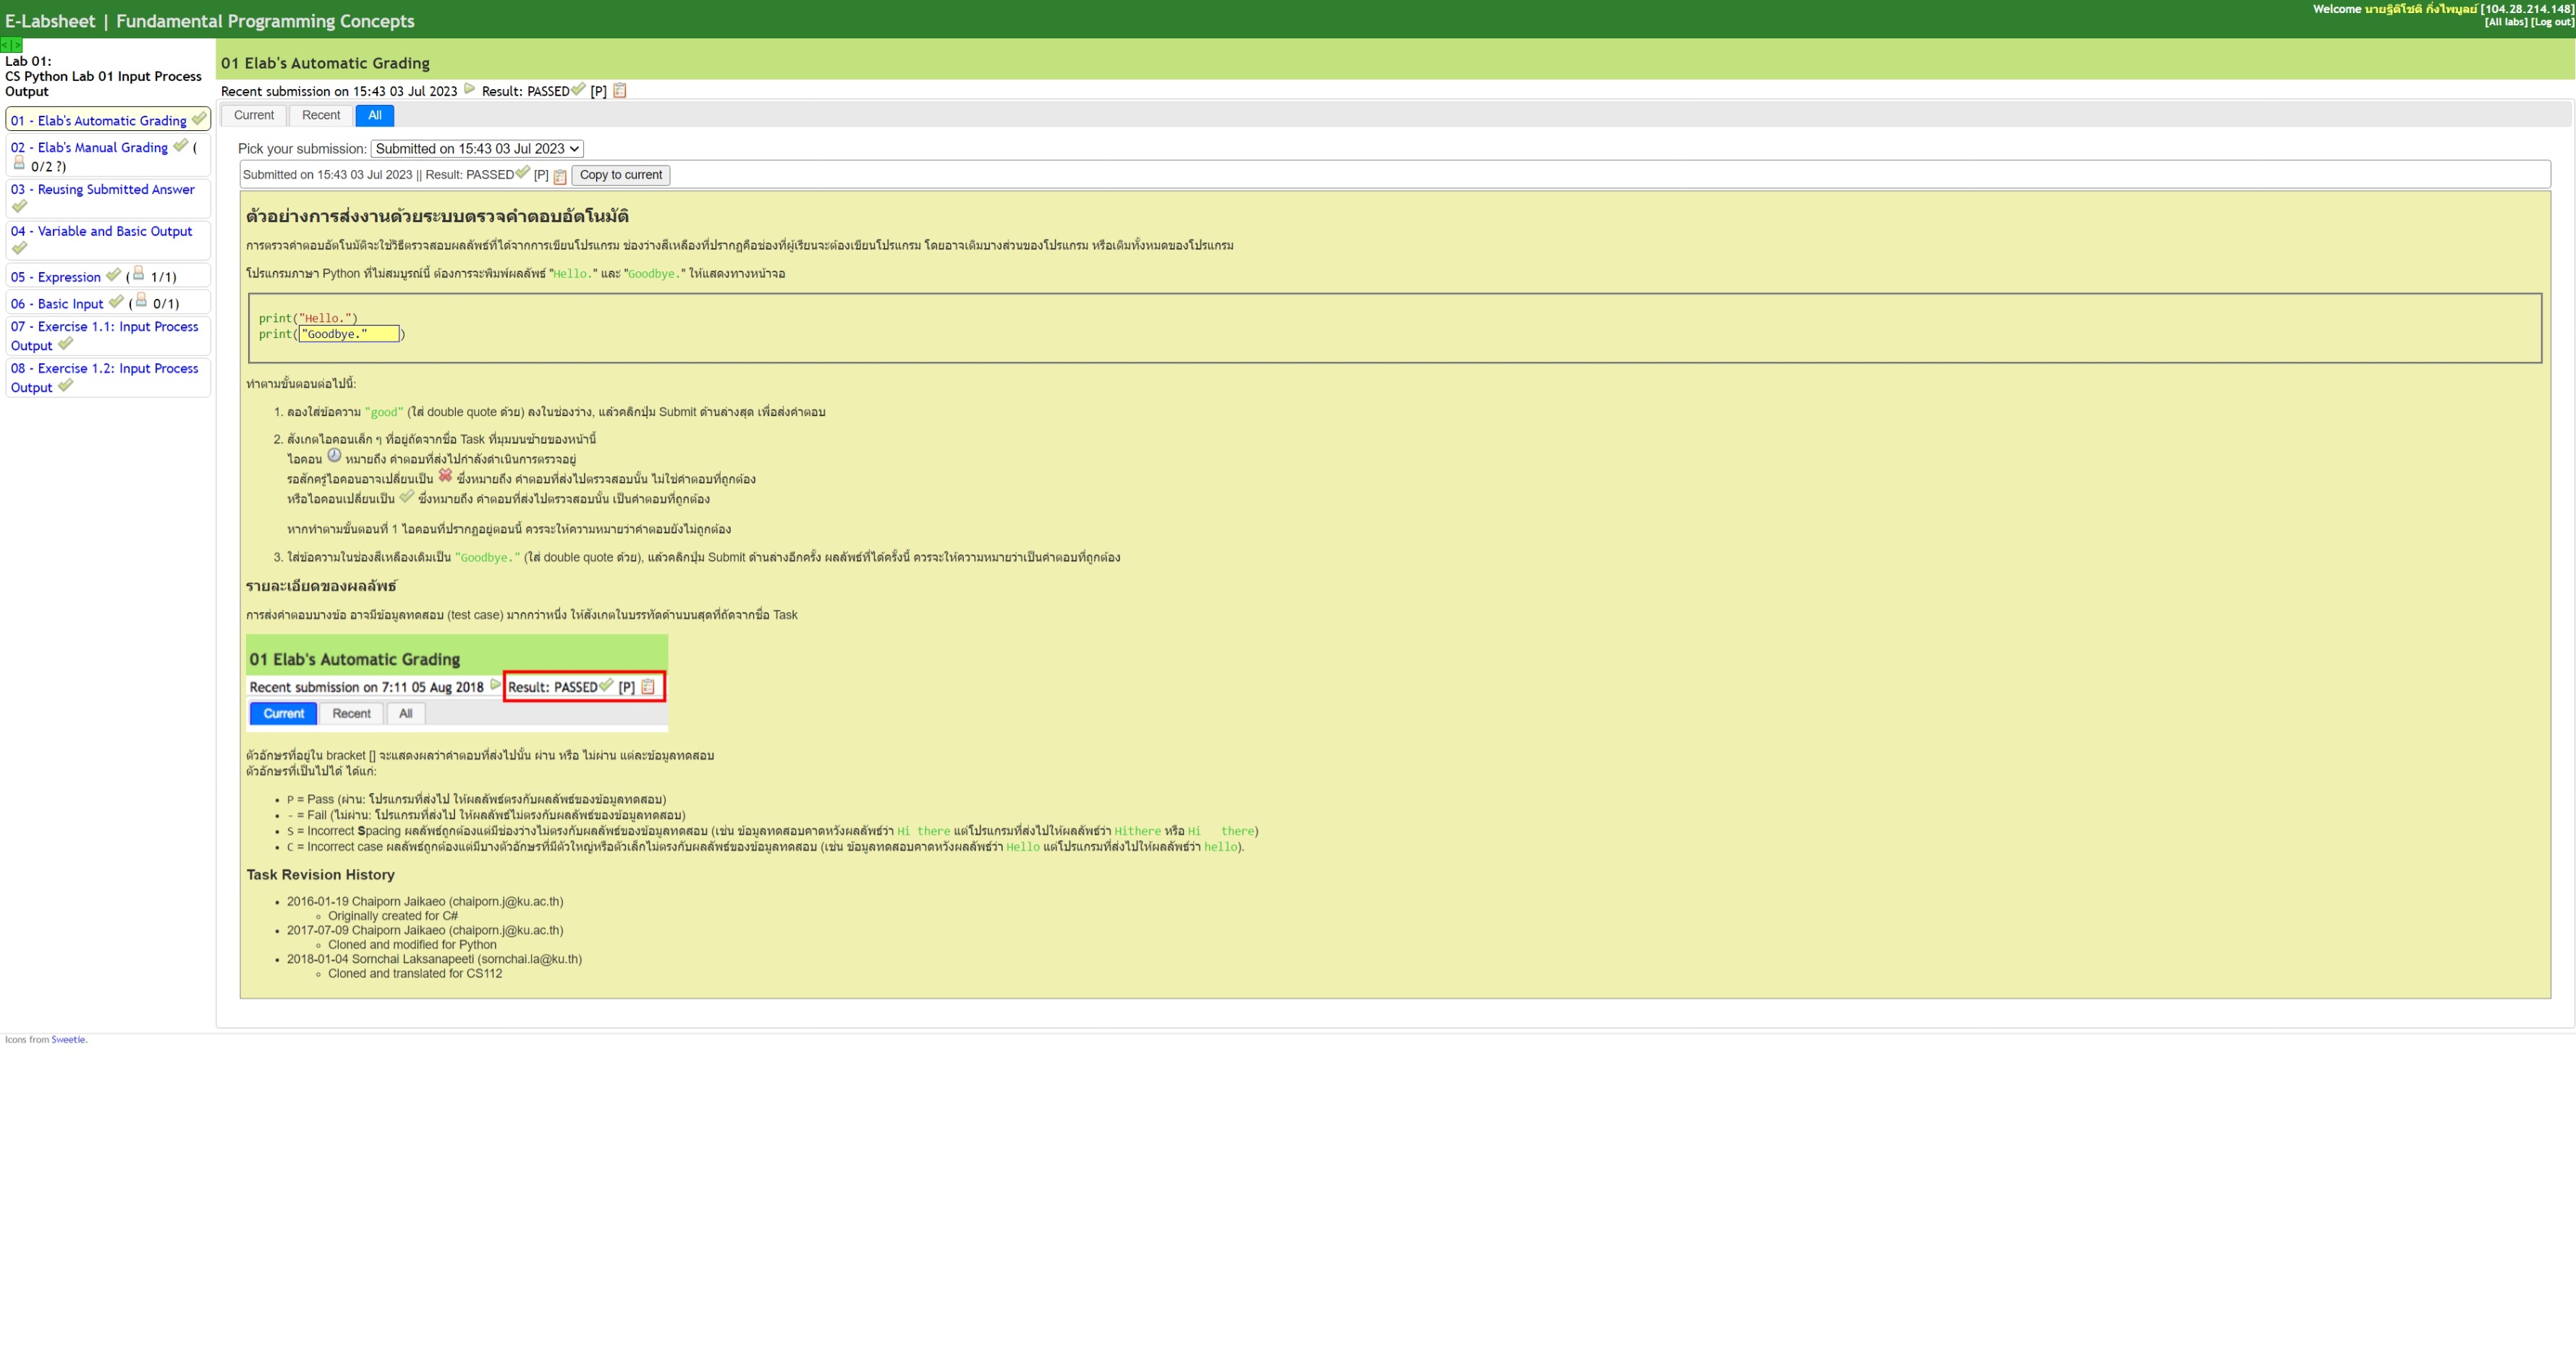 E-Labsheet | Fundamental Programming Concepts
Welcome นายฐิติโชติ กิ่งไพบูลย์ [104.28.214.148]
[All labs] [Log out]
<|>
Lab 01:
CS Python Lab 01 Input Process
Output
01 - Elab's Automatic Grading
02 - Elab's Manual Grading (
0/2 ?)
03 - Reusing Submitted Answer
04 - Variable and Basic Output
05 - Expression ( 1/1)
06 - Basic Input ( 0/1)
07 - Exercise 1.1: Input Process
Output
08 - Exercise 1.2: Input Process
Output
01 Elab's Automatic Grading
Recent submission on 15:43 03 Jul 2023 Result: PASSED [P]
Current Recent All
Pick your submission: Submitted on 15:43 03 Jul 2023
Submitted on 15:43 03 Jul 2023 || Result: PASSED [P] Copy to current
ตัวอย่างการส่งงานด้วยระบบตรวจคำตอบอัตโนมัติ
การตรวจคำตอบอัตโนมัติจะใช้วิธีตรวจสอบผลลัพธ์ที่ได้จากการเขียนโปรแกรม ช่องว่างสีเหลืองที่ปรากฏคือช่องที่ผู้เรียนจะต้องเขียนโปรแกรม โดยอาจเติมบางส่วนของโปรแกรม หรือเติมทั้งหมดของโปรแกรม
โปรแกรมภาษา Python ที่ไม่สมบูรณ์นี้ ต้องการจะพิมพ์ผลลัพธ์ "Hello." และ "Goodbye." ให้แสดงทางหน้าจอ
print("Hello.")
print("Goodbye.")
ทำตามขั้นตอนต่อไปนี้:
1. ลองใส่ข้อความ "good" (ใส่ double quote ด้วย) ลงในช่องว่าง, แล้วคลิกปุ่ม Submit ด้านล่างสุด เพื่อส่งคำตอบ
2. สังเกตไอคอนเล็ก ๆ ที่อยู่ถัดจากชื่อ Task ที่มุมบนซ้ายของหน้านี้
ไอคอน หมายถึง คำตอบที่ส่งไปกำลังดำเนินการตรวจอยู่
รอสักครู่ไอคอนอาจเปลี่ยนเป็น ซึ่งหมายถึง คำตอบที่ส่งไปตรวจสอบนั้น ไม่ใช่คำตอบที่ถูกต้อง
หรือไอคอนเปลี่ยนเป็น ซึ่งหมายถึง คำตอบที่ส่งไปตรวจสอบนั้น เป็นคำตอบที่ถูกต้อง
หากทำตามขั้นตอนที่ 1 ไอคอนที่ปรากฏอยู่ตอนนี้ ควรจะให้ความหมายว่าคำตอบยังไม่ถูกต้อง
3. ใส่ข้อความในช่องสีเหลืองเดิมเป็น "Goodbye." (ใส่ double quote ด้วย), แล้วคลิกปุ่ม Submit ด้านล่างอีกครั้ง ผลลัพธ์ที่ได้ครั้งนี้ ควรจะให้ความหมายว่าเป็นคำตอบที่ถูกต้อง
รายละเอียดของผลลัพธ์
การส่งคำตอบบางข้อ อาจมีข้อมูลทดสอบ (test case) มากกว่าหนึ่ง ให้สังเกตในบรรทัดด้านบนสุดที่ถัดจากชื่อ Task
01 Elab's Automatic Grading
Recent submission on 7:11 05 Aug 2018 Result: PASSED [P]
Current Recent All
ตัวอักษรที่อยู่ใน bracket [] จะแสดงผลว่าคำตอบที่ส่งไปนั้น ผ่าน หรือ ไม่ผ่าน แต่ละข้อมูลทดสอบ
ตัวอักษรที่เป็นไปได้ ได้แก่:
• P = Pass (ผ่าน: โปรแกรมที่ส่งไป ให้ผลลัพธ์ตรงกับผลลัพธ์ของข้อมูลทดสอบ)
• - = Fail (ไม่ผ่าน: โปรแกรมที่ส่งไป ให้ผลลัพธ์ไม่ตรงกับผลลัพธ์ของข้อมูลทดสอบ)
• S = Incorrect Spacing ผลลัพธ์ถูกต้องแต่มีช่องว่างไม่ตรงกับผลลัพธ์ของข้อมูลทดสอบ (เช่น ข้อมูลทดสอบคาดหวังผลลัพธ์ว่า Hi there แต่โปรแกรมที่ส่งไปให้ผลลัพธ์ว่า Hithere หรือ Hi   there)
• C = Incorrect case ผลลัพธ์ถูกต้องแต่มีบางตัวอักษรที่มีตัวใหญ่หรือตัวเล็กไม่ตรงกับผลลัพธ์ของข้อมูลทดสอบ (เช่น ข้อมูลทดสอบคาดหวังผลลัพธ์ว่า Hello แต่โปรแกรมที่ส่งไปให้ผลลัพธ์ว่า hello).
Task Revision History
• 2016-01-19 Chaiporn Jaikaeo (chaiporn.j@ku.ac.th)
◦ Originally created for C#
• 2017-07-09 Chaiporn Jaikaeo (chaiporn.j@ku.ac.th)
◦ Cloned and modified for Python
• 2018-01-04 Sornchai Laksanapeeti (sornchai.la@ku.th)
◦ Cloned and translated for CS112
Icons from Sweetie.